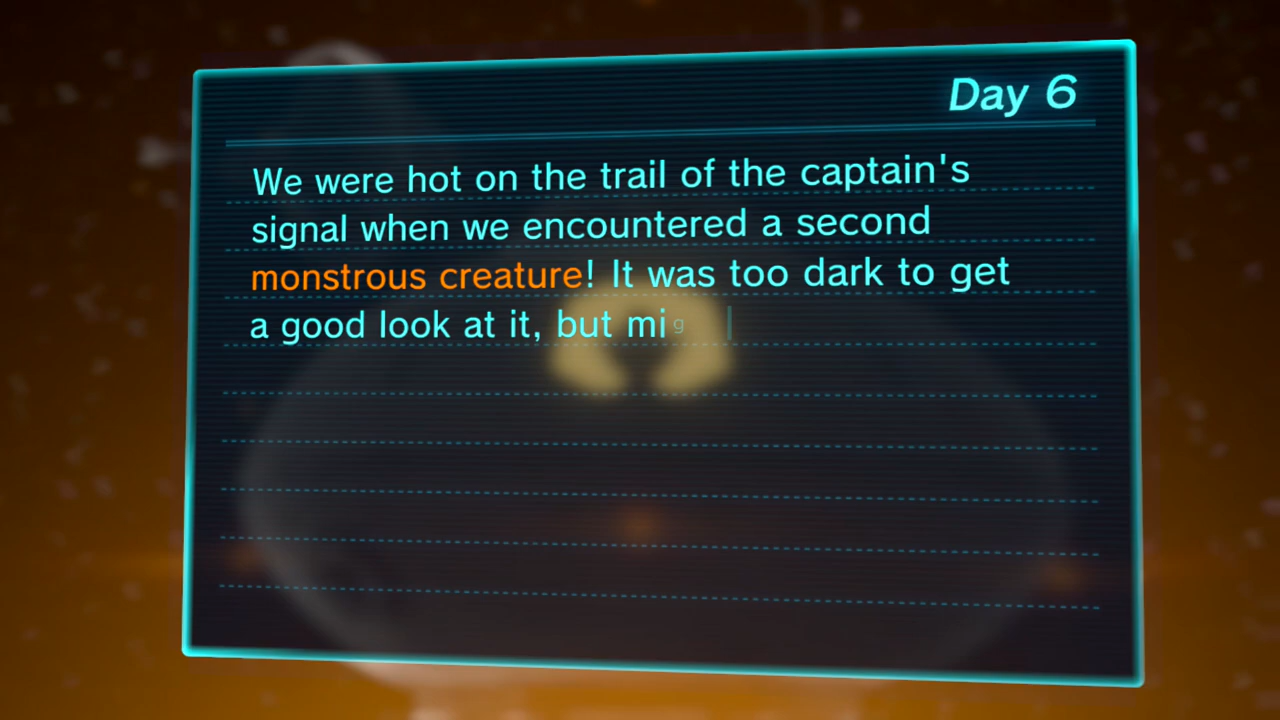 Day 6
We were hot on the trail of the captain's
signal when we encountered a second
monstrous creature! It was too dark to get
a good look at it, but mig